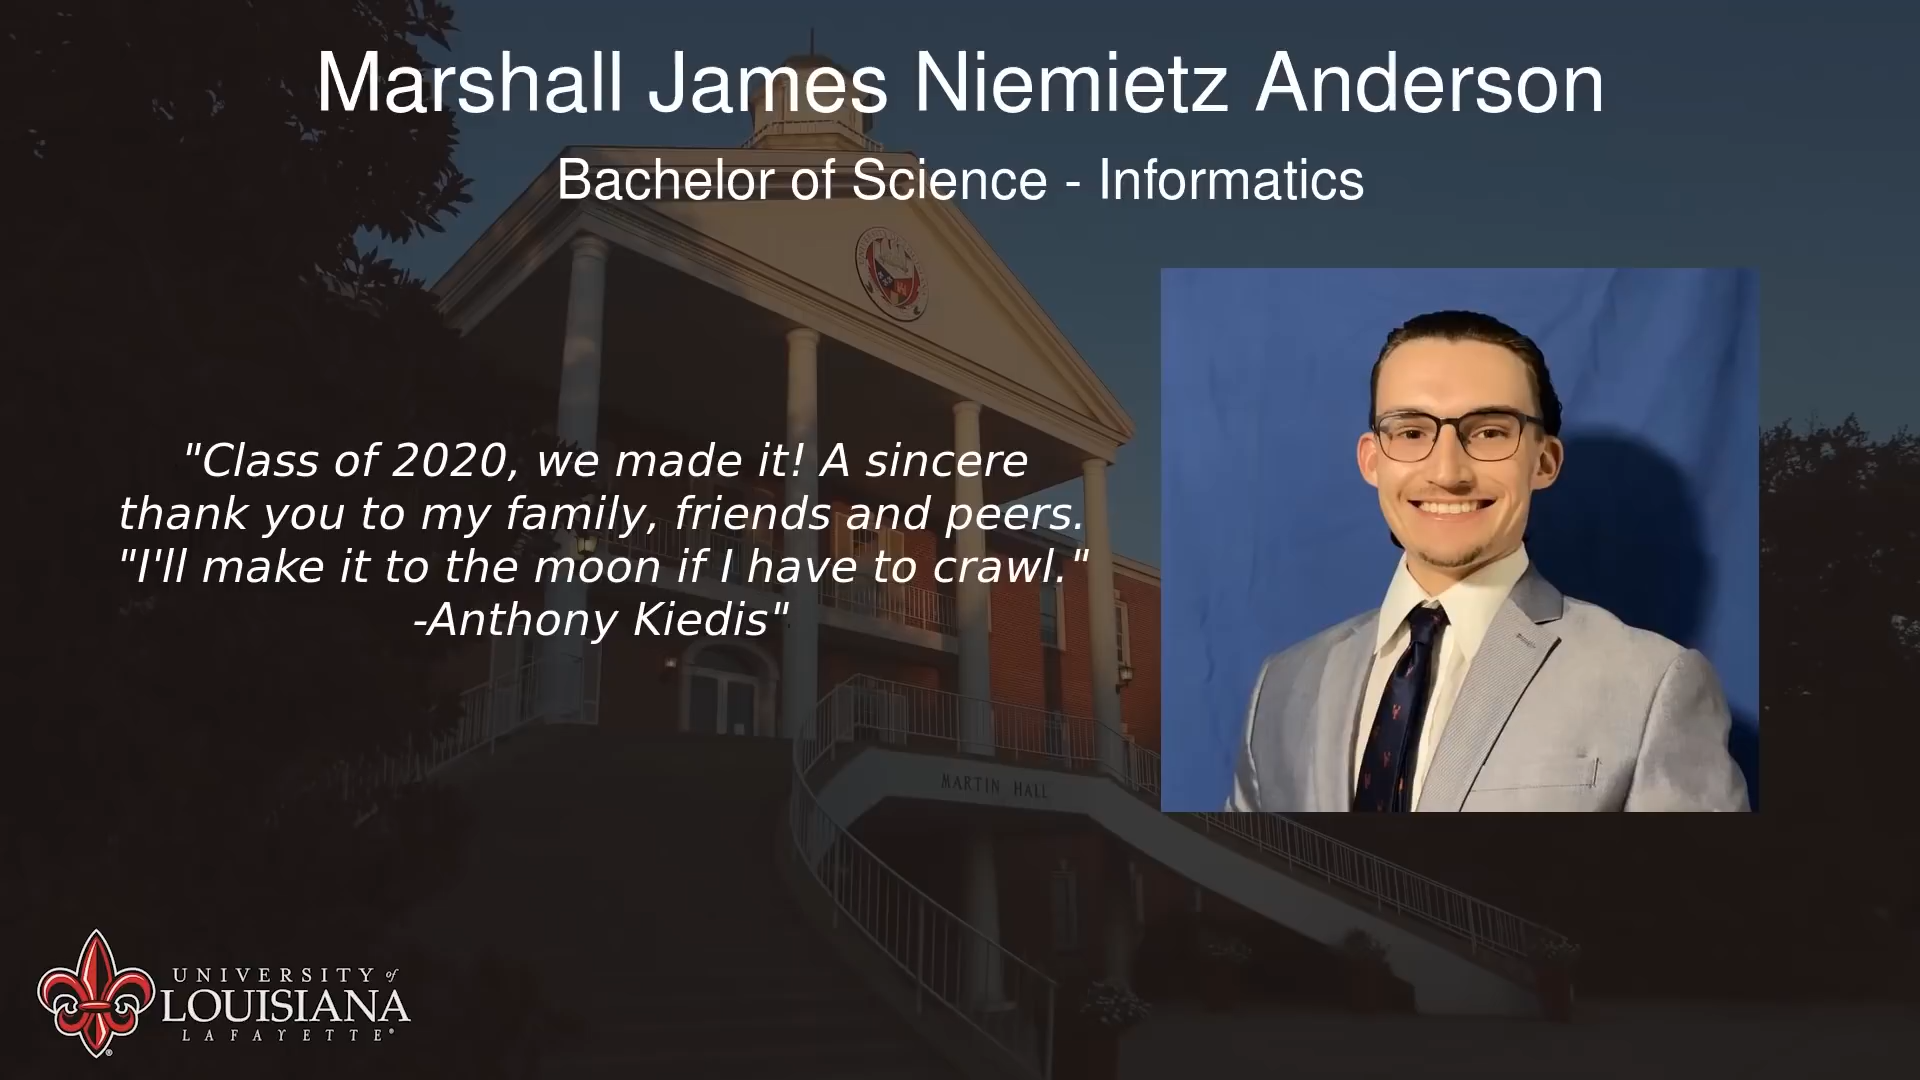 Marshall James Niemietz Anderson
Bachelor of Science - Informatics
"Class of 2020, we made it! A sincere
thank you to my family, friends and peers.
"I'll make it to the moon if I have to crawl."
-Anthony Kiedis"
MARTIN HALL
UNIVERSITY of
LOUISIANA
LAFAYETTE®